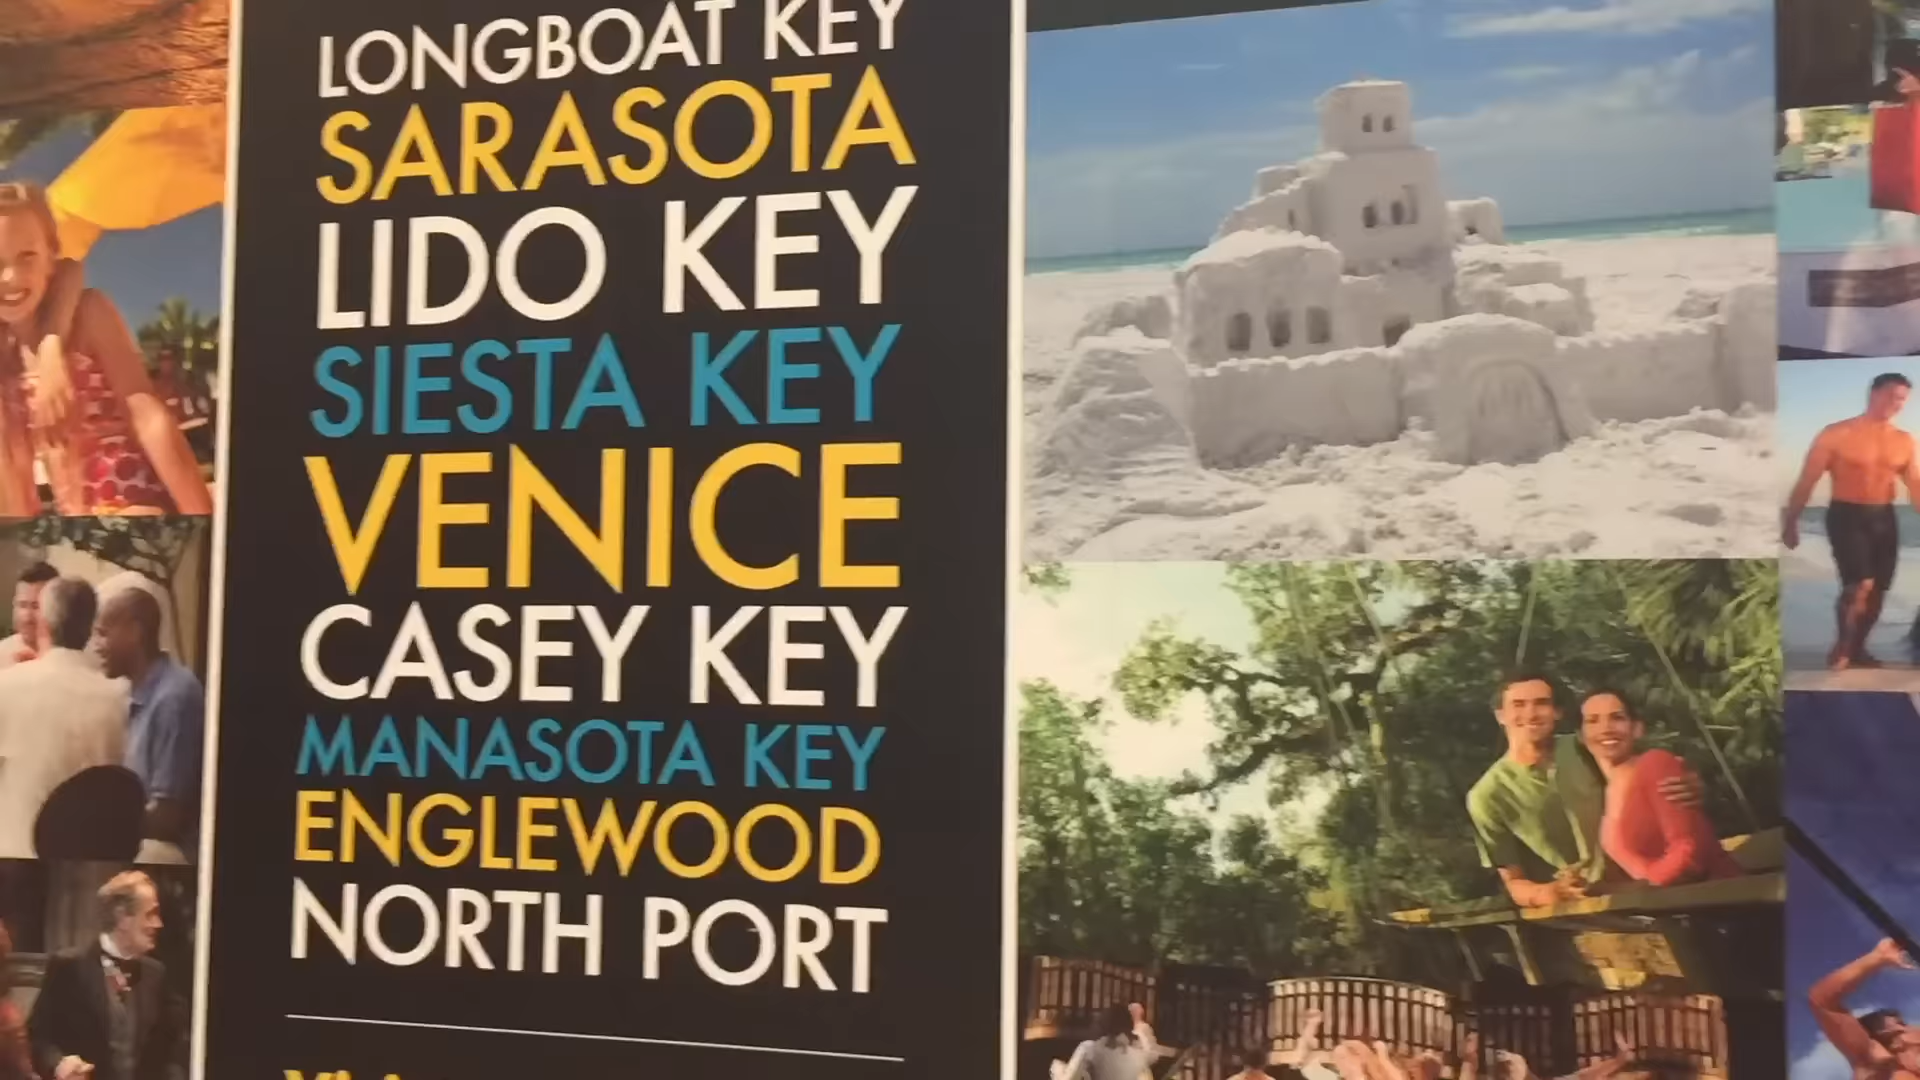 LONGBOAT KEY
SARASOTA
LIDO KEY
SIESTA KEY
VENICE
CASEY KEY
MANASOTA KEY
ENGLEWOOD
NORTH PORT